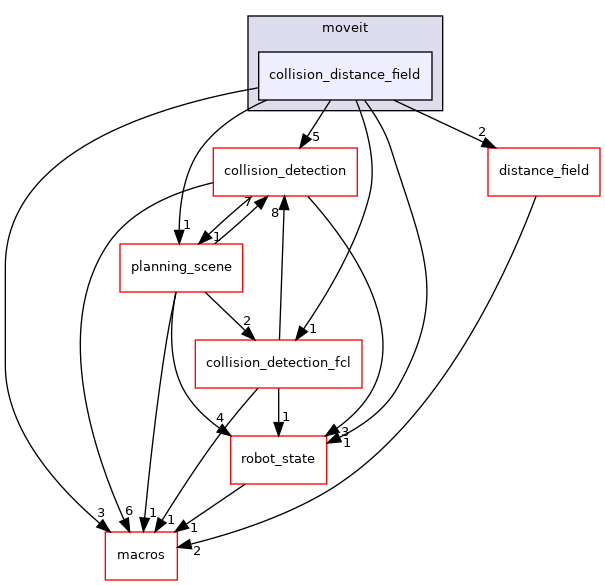 moveit
collision_distance_field
2
5
collision_detection
distance_field
7
8
1
1
planning_scene
2
1
collision_detection_fcl
4
1
3
1
robot_state
3
6
1
1
1
2
macros